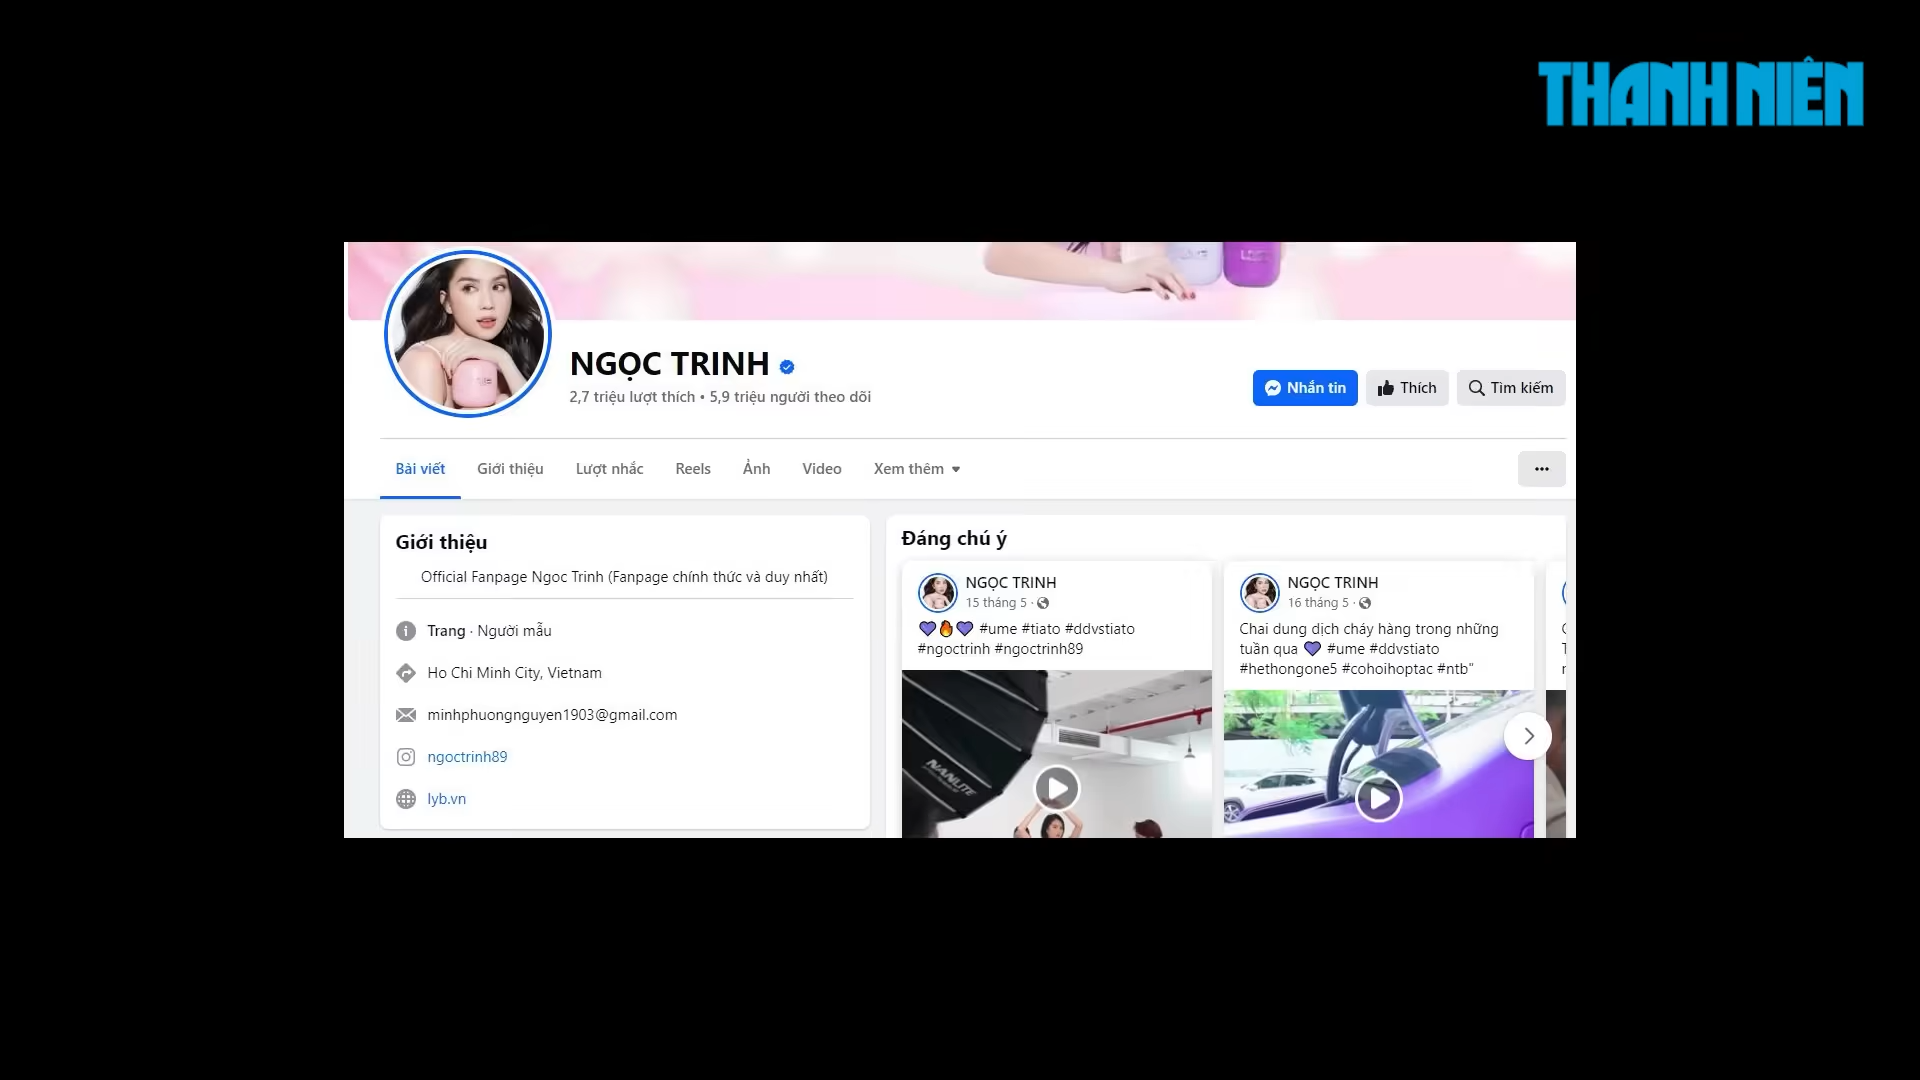 THANH NIÊN
NGỌC TRINH
2,7 triệu lượt thích • 5,9 triệu người theo dõi
Nhắn tin
Thích
Tìm kiếm
Bài viết
Giới thiệu
Lượt nhắc
Reels
Ảnh
Video
Xem thêm
Giới thiệu
Official Fanpage Ngoc Trinh (Fanpage chính thức và duy nhất)
Trang · Người mẫu
Ho Chi Minh City, Vietnam
minhphuongnguyen1903@gmail.com
ngoctrinh89
lyb.vn
Đáng chú ý
NGỌC TRINH
15 tháng 5 ·
💜🔥💜 #ume #tiato #ddvstiato
#ngoctrinh #ngoctrinh89
NANLITE
NGỌC TRINH
16 tháng 5 ·
Chai dung dịch cháy hàng trong những
tuần qua 💜 #ume #ddvstiato
#hethongone5 #cohoihoptac #ntb"